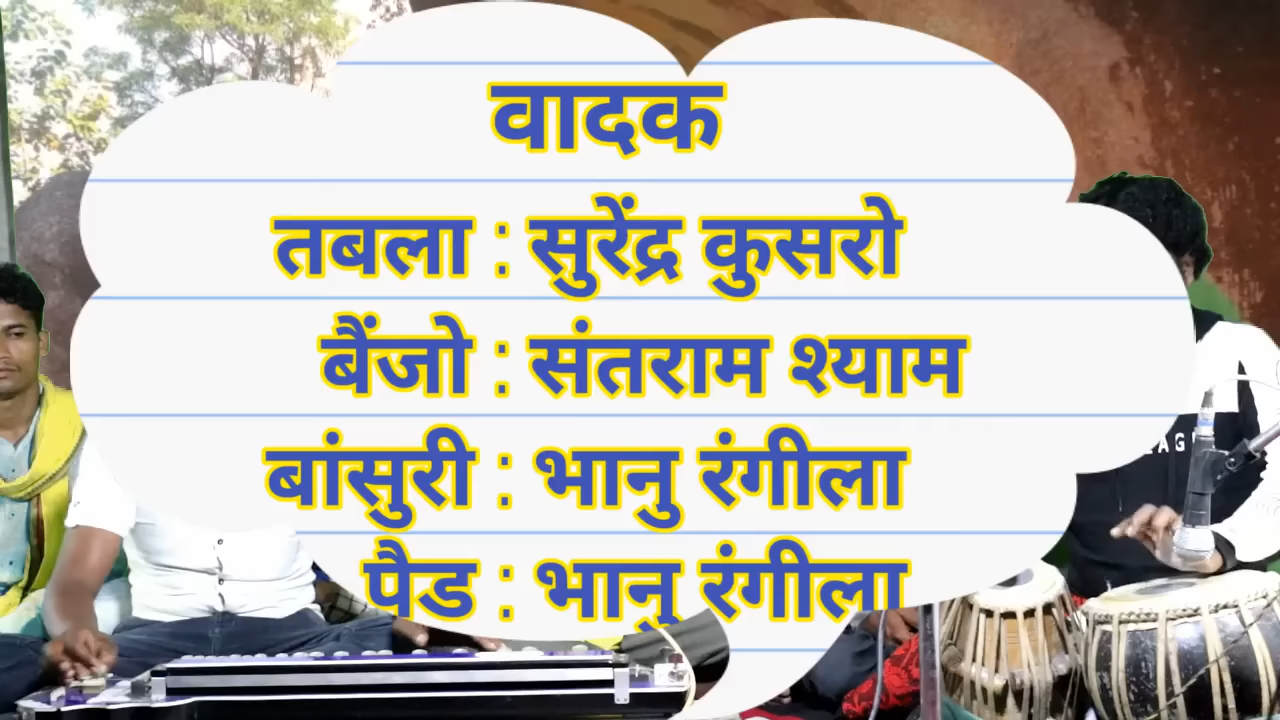 वादक
तबला : सुरेंद्र कुसरो
बैंजो : संतराम श्याम
बांसुरी : भानु रंगीला
पैड : भानु रंगीला